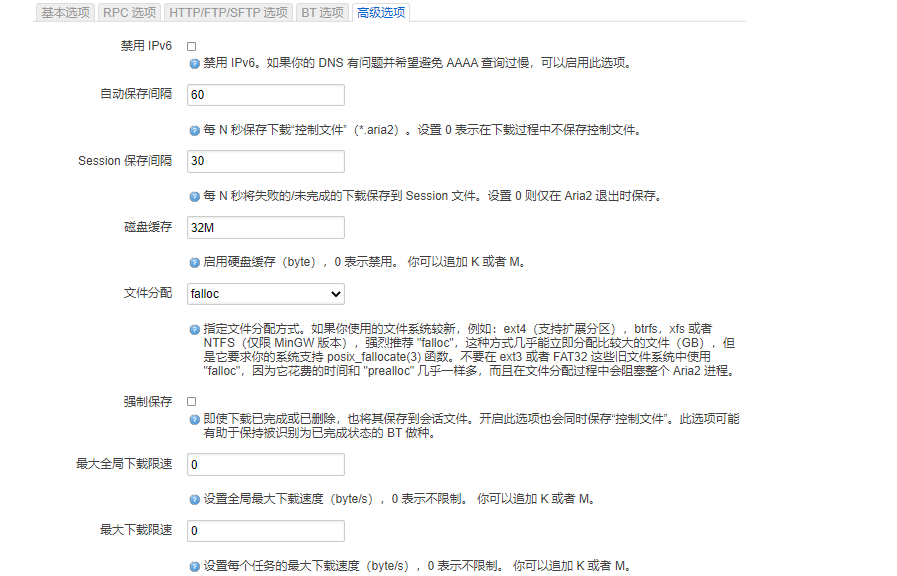 基本选项 RPC 选项 HTTP/FTP/SFTP 选项 BT 选项 高级选项
禁用 IPv6
禁用 IPv6。如果你的 DNS 有问题并希望避免 AAAA 查询过慢，可以启用此选项。
自动保存间隔 60
每 N 秒保存下载“控制文件”（*.aria2）。设置 0 表示在下载过程中不保存控制文件。
Session 保存间隔 30
每 N 秒将失败的/未完成的下载保存到 Session 文件。设置 0 则仅在 Aria2 退出时保存。
磁盘缓存 32M
启用硬盘缓存（byte），0 表示禁用。 你可以追加 K 或者 M。
文件分配 falloc
指定文件分配方式。如果你使用的文件系统较新，例如：ext4（支持扩展分区），btrfs，xfs 或者
NTFS（仅限 MinGW 版本），强烈推荐 "falloc"，这种方式几乎能立即分配比较大的文件（GB），但
是它要求你的系统支持 posix_fallocate(3) 函数。不要在 ext3 或者 FAT32 这些旧文件系统中使用
"falloc"，因为它花费的时间和 "prealloc" 几乎一样多，而且在文件分配过程中会阻塞整个 Aria2 进程。
强制保存
即使下载已完成或已删除，也将其保存到会话文件。开启此选项也会同时保存“控制文件”。此选项可能
有助于保持被识别为已完成状态的 BT 做种。
最大全局下载限速 0
设置全局最大下载速度（byte/s），0 表示不限制。 你可以追加 K 或者 M。
最大下载限速 0
设置每个任务的最大下载速度（byte/s），0 表示不限制。 你可以追加 K 或者 M。